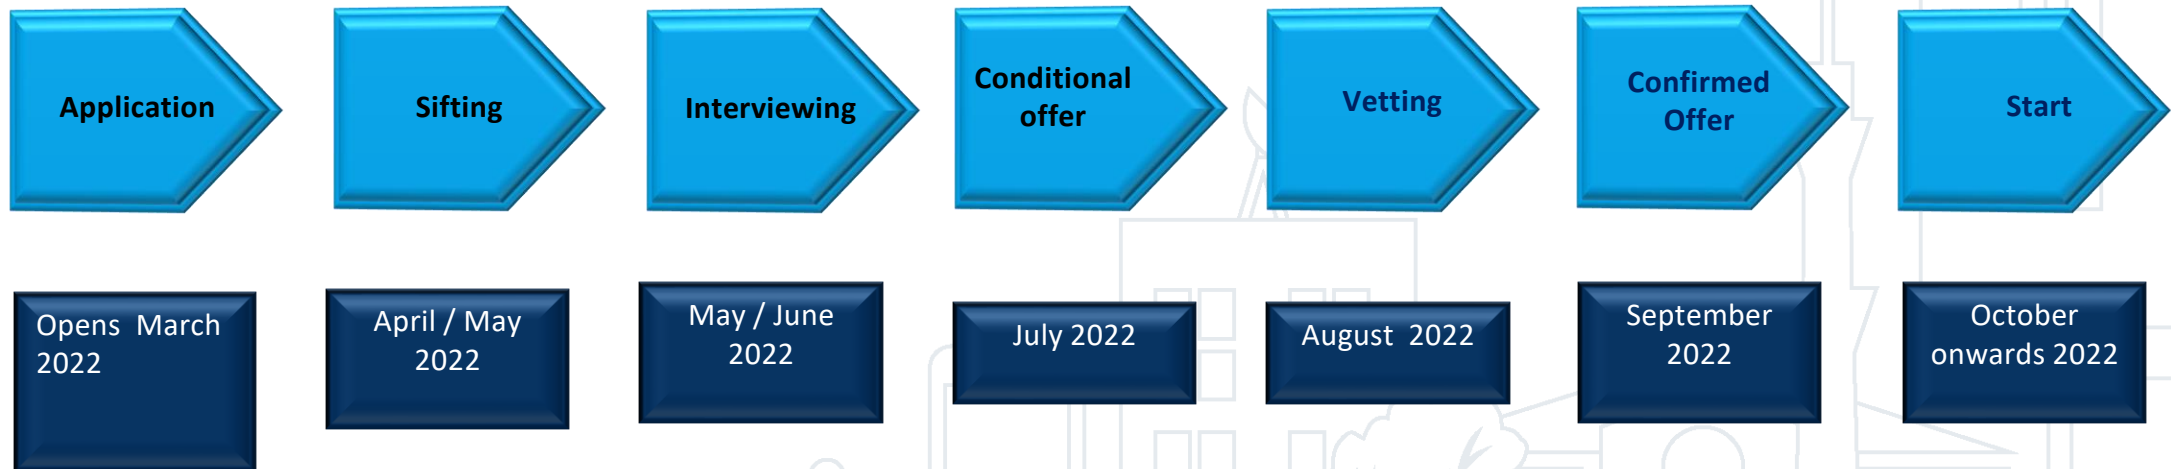 Application
Sifting
Interviewing
Conditional
offer
Vetting
Confirmed
Offer
Start
Opens  March
2022
April / May
2022
May / June
2022
July 2022
August  2022
September
2022
October
onwards 2022